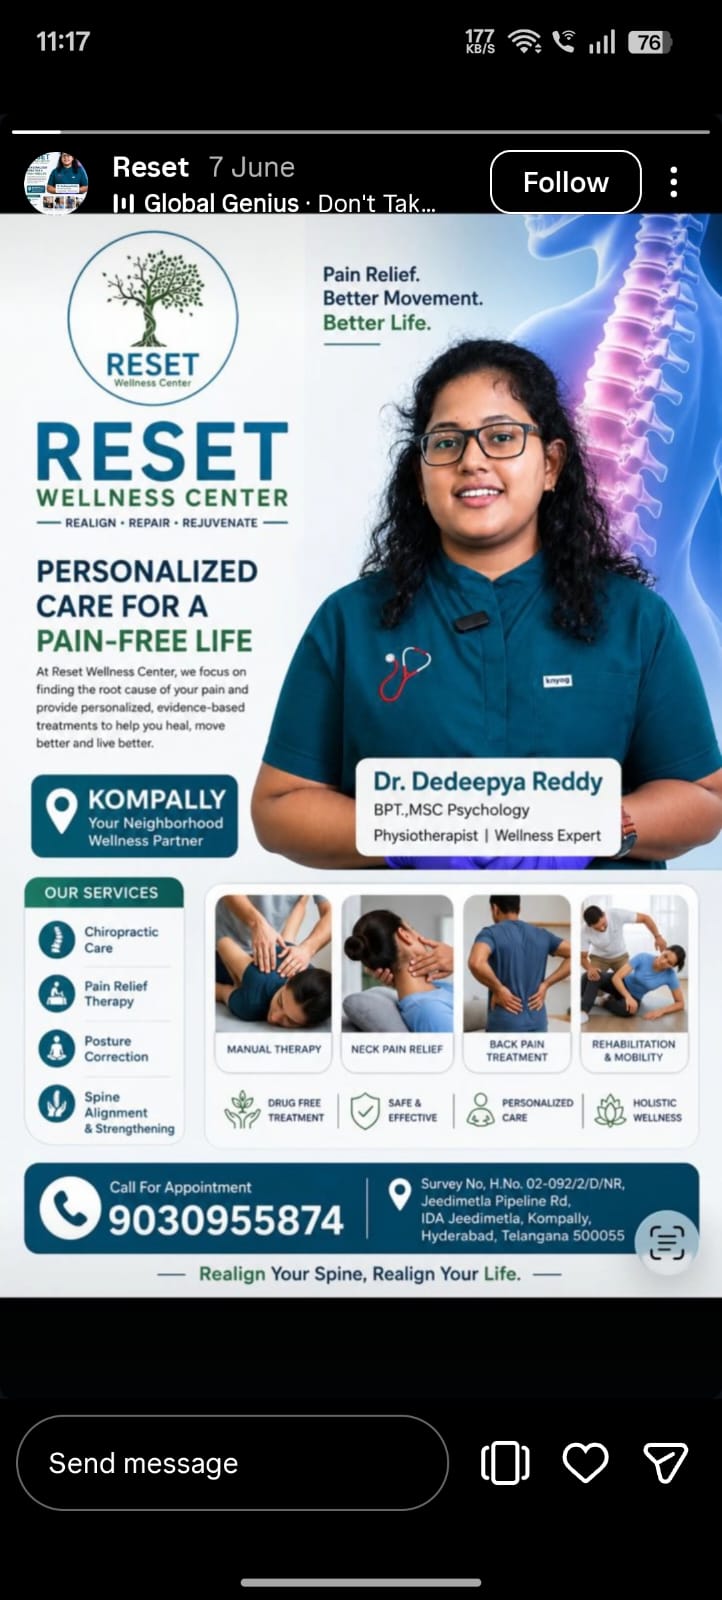 11:17
177
KB/S
76
Reset 7 June
Global Genius · Don't Tak...
Follow
RESET
Wellness Center
Pain Relief.
Better Movement.
Better Life.
RESET
WELLNESS CENTER
REALIGN • REPAIR • REJUVENATE
PERSONALIZED
CARE FOR A
PAIN-FREE LIFE
At Reset Wellness Center, we focus on
finding the root cause of your pain and
provide personalized, evidence-based
treatments to help you heal, move
better and live better.
knyog
KOMPALLY
Your Neighborhood
Wellness Partner
Dr. Dedeepya Reddy
BPT.,MSC Psychology
Physiotherapist | Wellness Expert
OUR SERVICES
Chiropractic
Care
Pain Relief
Therapy
Posture
Correction
Spine
Alignment
& Strengthening
MANUAL THERAPY
NECK PAIN RELIEF
BACK PAIN
TREATMENT
REHABILITATION
& MOBILITY
DRUG FREE
TREATMENT
SAFE &
EFFECTIVE
PERSONALIZED
CARE
HOLISTIC
WELLNESS
Call For Appointment
9030955874
Survey No, H.No. 02-092/2/D/NR,
Jeedimetla Pipeline Rd,
IDA Jeedimetla, Kompally,
Hyderabad, Telangana 500055
Realign Your Spine, Realign Your Life.
Send message